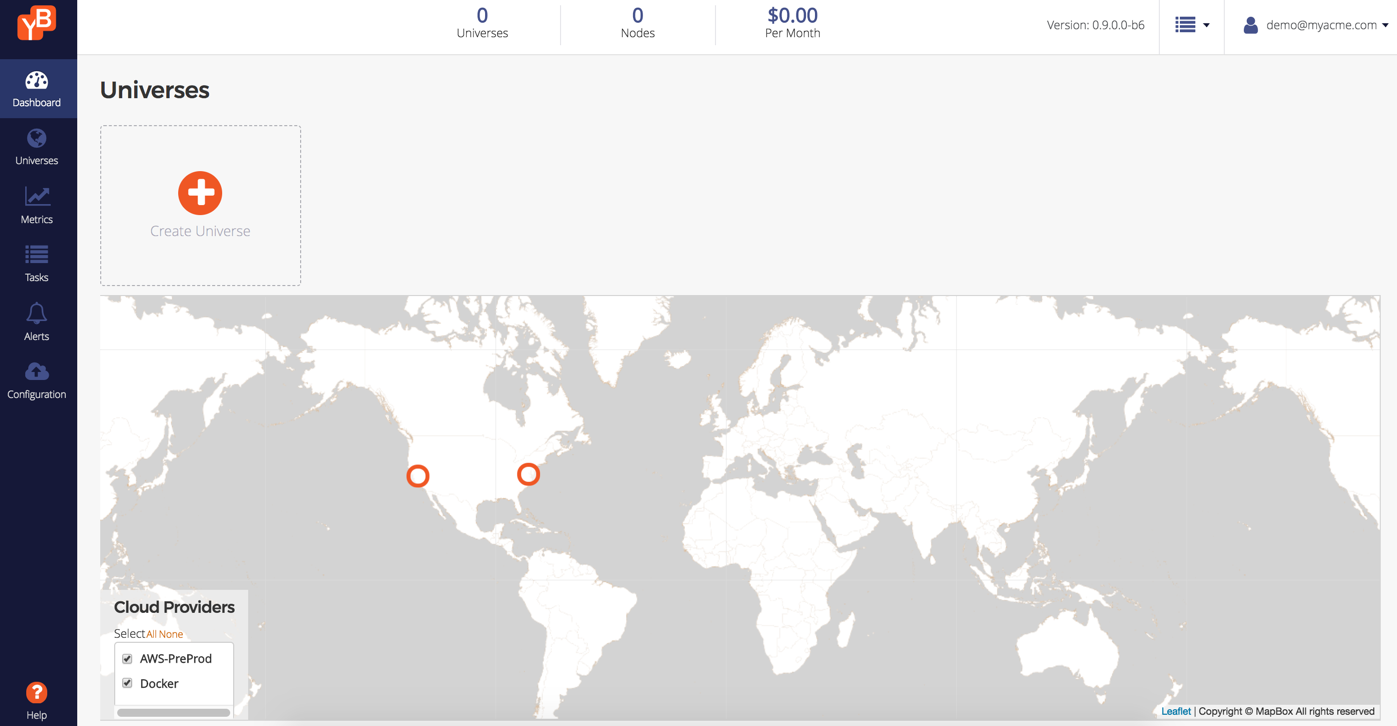 YB
0
Universes
0
Nodes
$0.00
Per Month
Version: 0.9.0.0-b6
demo@myacme.com
Dashboard
Universes
Metrics
Tasks
Alerts
Configuration
?
Help
Universes
Create Universe
Cloud Providers
Select All None
AWS-PreProd
Docker
Leaflet | Copyright © MapBox All rights reserved